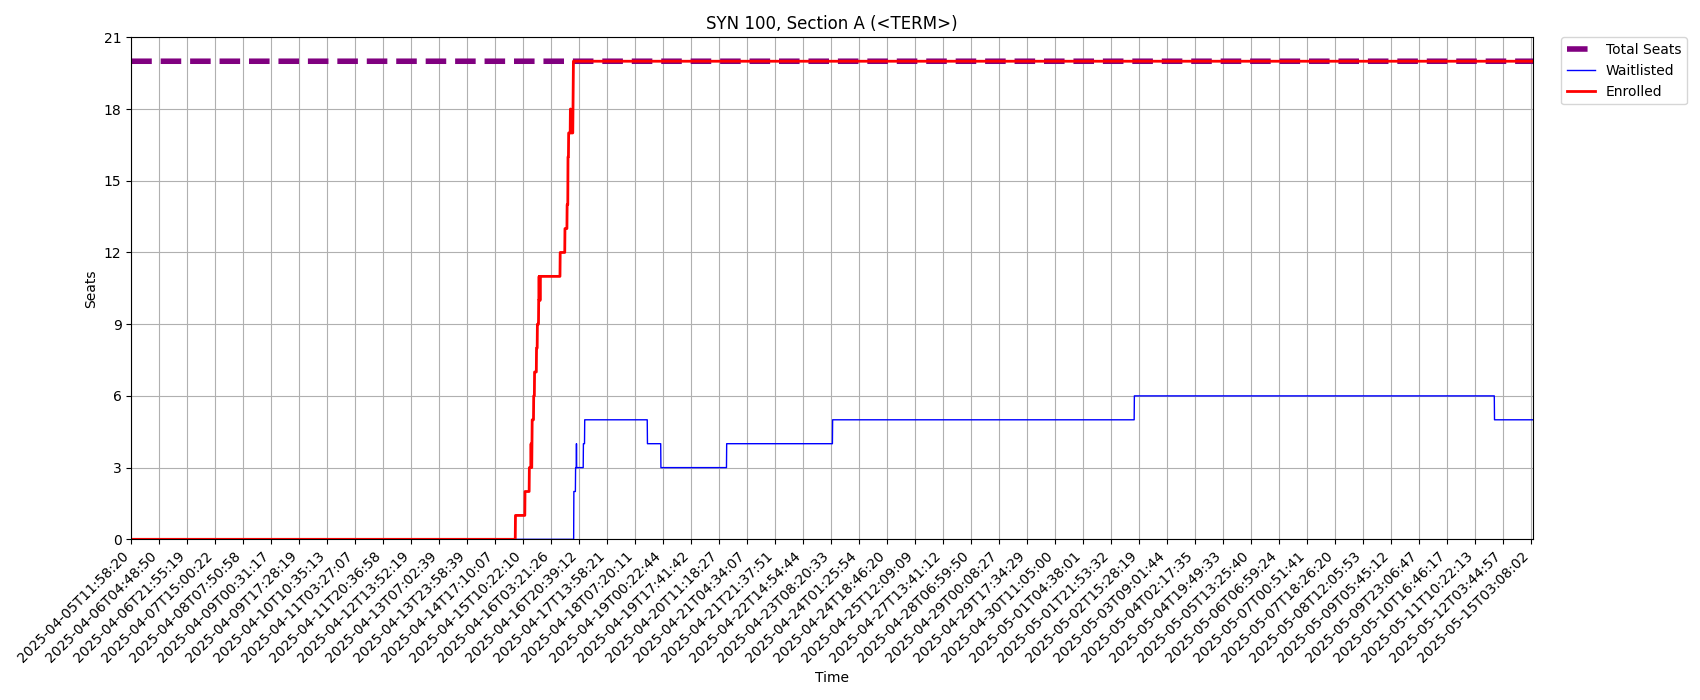 SYN 100, Section A (<TERM>)
Total Seats
Waitlisted
Enrolled
Seats
21
18
15
12
9
6
3
0
2025-04-05T11:58:20
2025-04-06T04:48:50
2025-04-06T21:55:19
2025-04-07T15:00:22
2025-04-08T07:50:58
2025-04-09T00:31:17
2025-04-09T17:28:19
2025-04-10T10:35:13
2025-04-11T03:27:07
2025-04-11T20:36:58
2025-04-12T13:52:19
2025-04-13T07:02:39
2025-04-13T23:58:39
2025-04-14T17:10:07
2025-04-15T10:22:10
2025-04-16T03:21:26
2025-04-16T20:39:12
2025-04-17T13:58:21
2025-04-18T07:20:11
2025-04-19T00:22:44
2025-04-19T17:41:42
2025-04-20T11:18:27
2025-04-21T04:34:07
2025-04-21T21:37:51
2025-04-22T14:54:44
2025-04-23T08:20:33
2025-04-24T01:25:54
2025-04-24T18:46:20
2025-04-25T12:09:09
2025-04-27T13:41:12
2025-04-28T06:59:50
2025-04-29T00:08:27
2025-04-29T17:34:29
2025-04-30T11:05:00
2025-05-01T04:38:01
2025-05-01T21:53:32
2025-05-02T15:28:19
2025-05-03T09:01:44
2025-05-04T02:17:35
2025-05-04T19:49:33
2025-05-05T13:25:40
2025-05-06T06:59:24
2025-05-07T00:51:41
2025-05-07T18:26:20
2025-05-08T12:05:53
2025-05-09T05:45:12
2025-05-09T23:06:47
2025-05-10T16:46:17
2025-05-11T10:22:13
2025-05-12T03:44:57
2025-05-15T03:08:02
Time